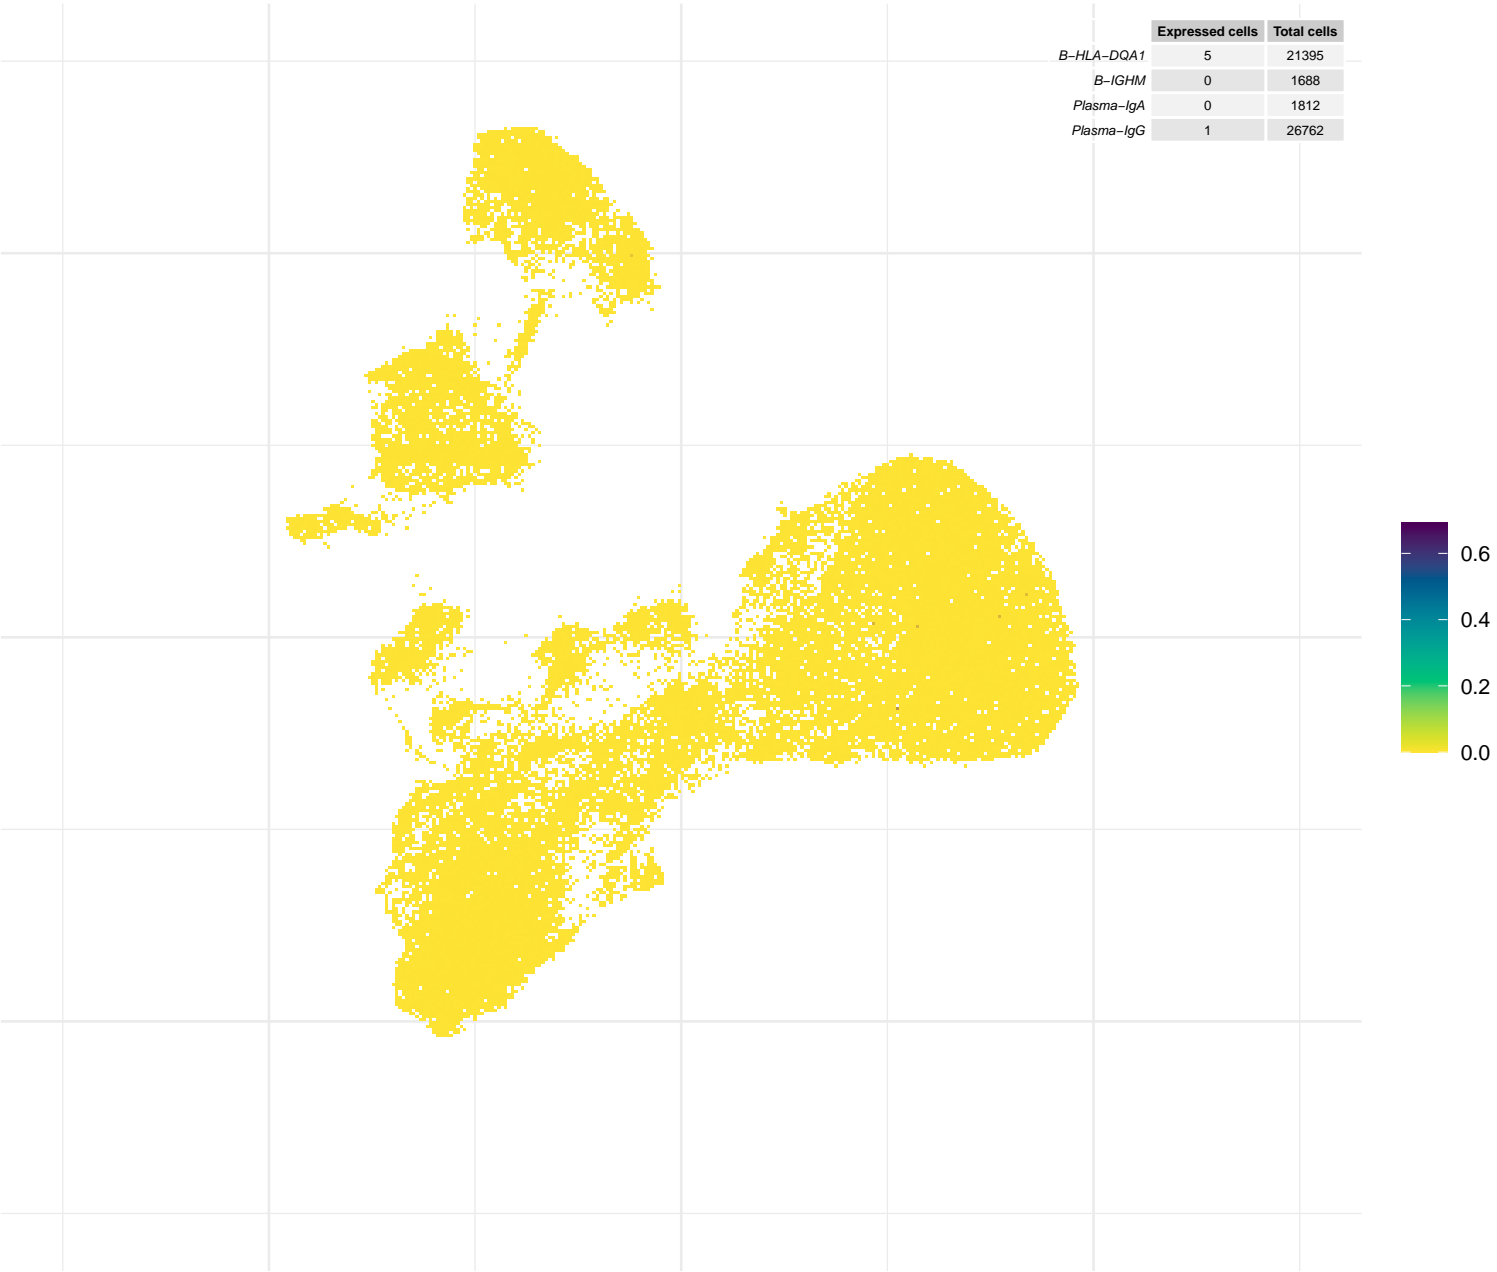 Expressed cells Total cells
B−HLA−DQA1 5 21395
B−IGHM 0 1688
Plasma−IgA 0 1812
Plasma−IgG 1 26762
0.6
0.4
0.2
0.0